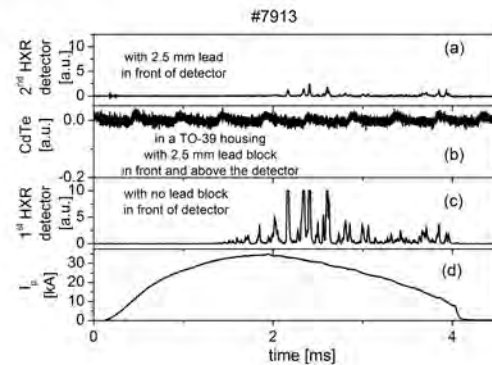 #7913
2nd HXR
detector
[a.u.]
10
5
0
with 2.5 mm lead
in front of detector
(a)
CdTe
[a.u.]
0.0
-0.2
in a TO-39 housing
with 2.5 mm lead block
in front and above the detector
(b)
1st HXR
detector
[a.u.]
10
5
0
with no lead block
in front of detector
(c)
Ip
[kA]
30
20
10
0
(d)
0
2
4
time [ms]